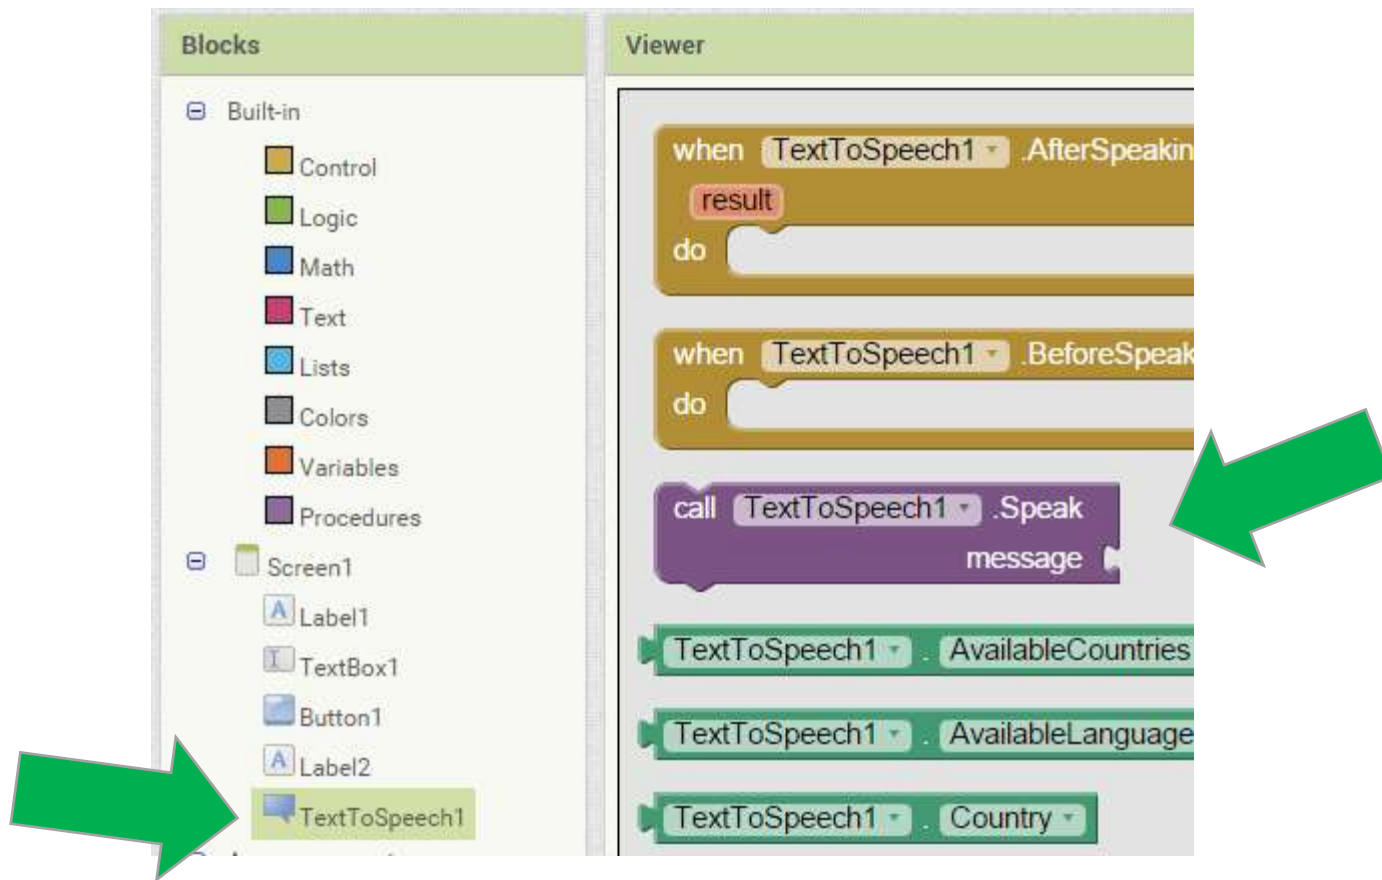 Blocks
Built-in
Control
Logic
Math
Text
Lists
Colors
Variables
Procedures
Screen1
Label1
TextBox1
Button1
Label2
TextToSpeech1
Viewer
when TextToSpeech1 .AfterSpeakin
result
do
when TextToSpeech1 .BeforeSpeak
do
call TextToSpeech1 .Speak
message
TextToSpeech1 . AvailableCountries
TextToSpeech1 . AvailableLanguage
TextToSpeech1 . Country